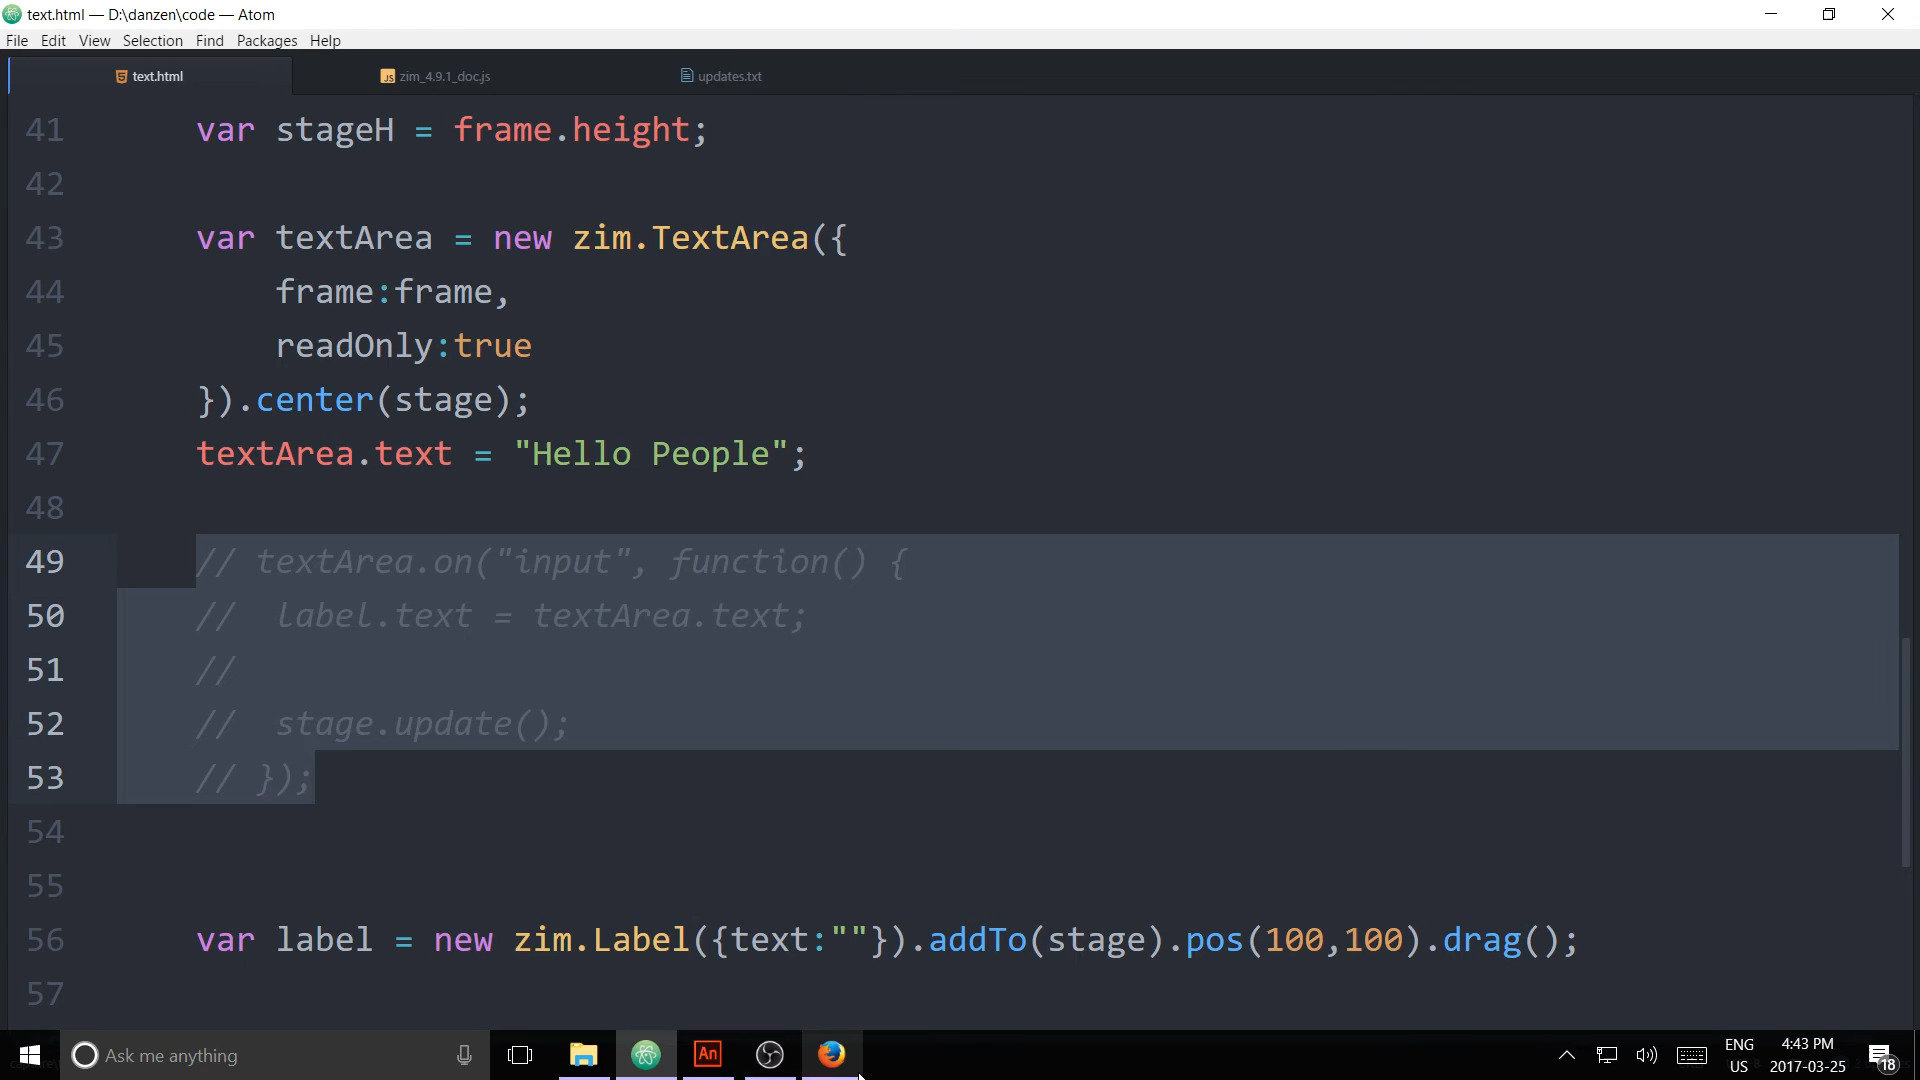 text.html — D:\danzen\code — Atom
File Edit View Selection Find Packages Help
text.html zim_4.9.1_doc.js updates.txt
41 var stageH = frame.height;
42
43 var textArea = new zim.TextArea({
44 frame:frame,
45 readOnly:true
46 }).center(stage);
47 textArea.text = "Hello People";
48
49 // textArea.on("input", function() {
50 // label.text = textArea.text;
51 //
52 // stage.update();
53 // });
54
55
56 var label = new zim.Label({text:""}).addTo(stage).pos(100,100).drag();
57
Ask me anything
An
ENG
US
4:43 PM
2017-03-25
18